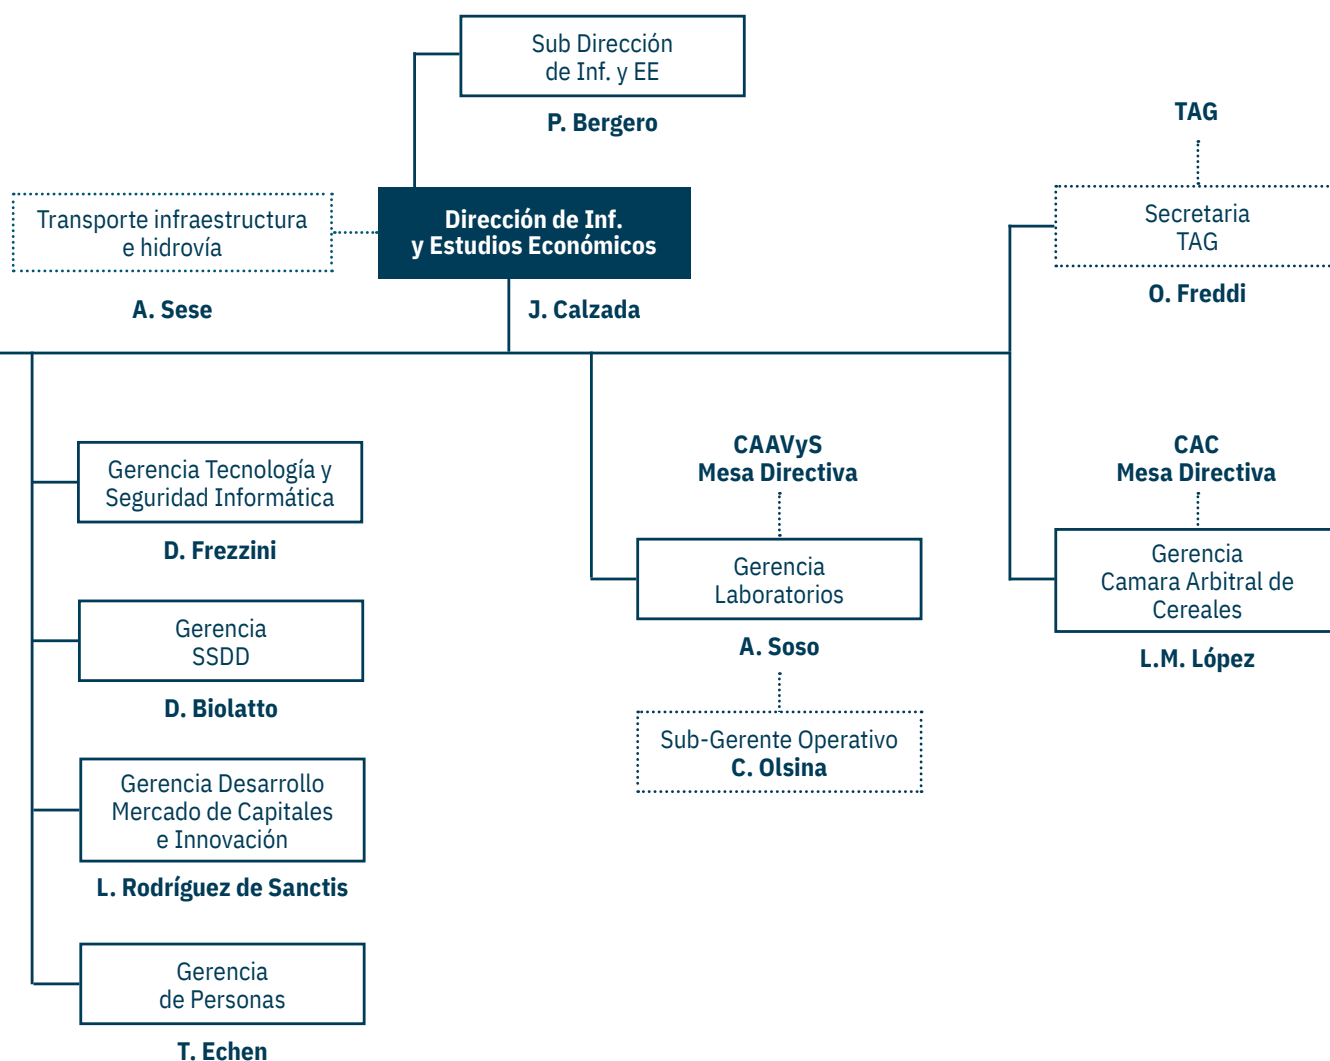 Sub Dirección
de Inf. y EE
P. Bergero
TAG
Transporte infraestructura
e hidrovía
A. Sese
Dirección de Inf.
y Estudios Económicos
J. Calzada
Secretaria
TAG
O. Freddi
Gerencia Tecnología y
Seguridad Informática
D. Frezzini
Gerencia
SSDD
D. Biolatto
Gerencia Desarrollo
Mercado de Capitales
e Innovación
L. Rodríguez de Sanctis
Gerencia
de Personas
T. Echen
CAAVyS
Mesa Directiva
Gerencia
Laboratorios
A. Soso
Sub-Gerente Operativo
C. Olsina
CAC
Mesa Directiva
Gerencia
Camara Arbitral de
Cereales
L.M. López